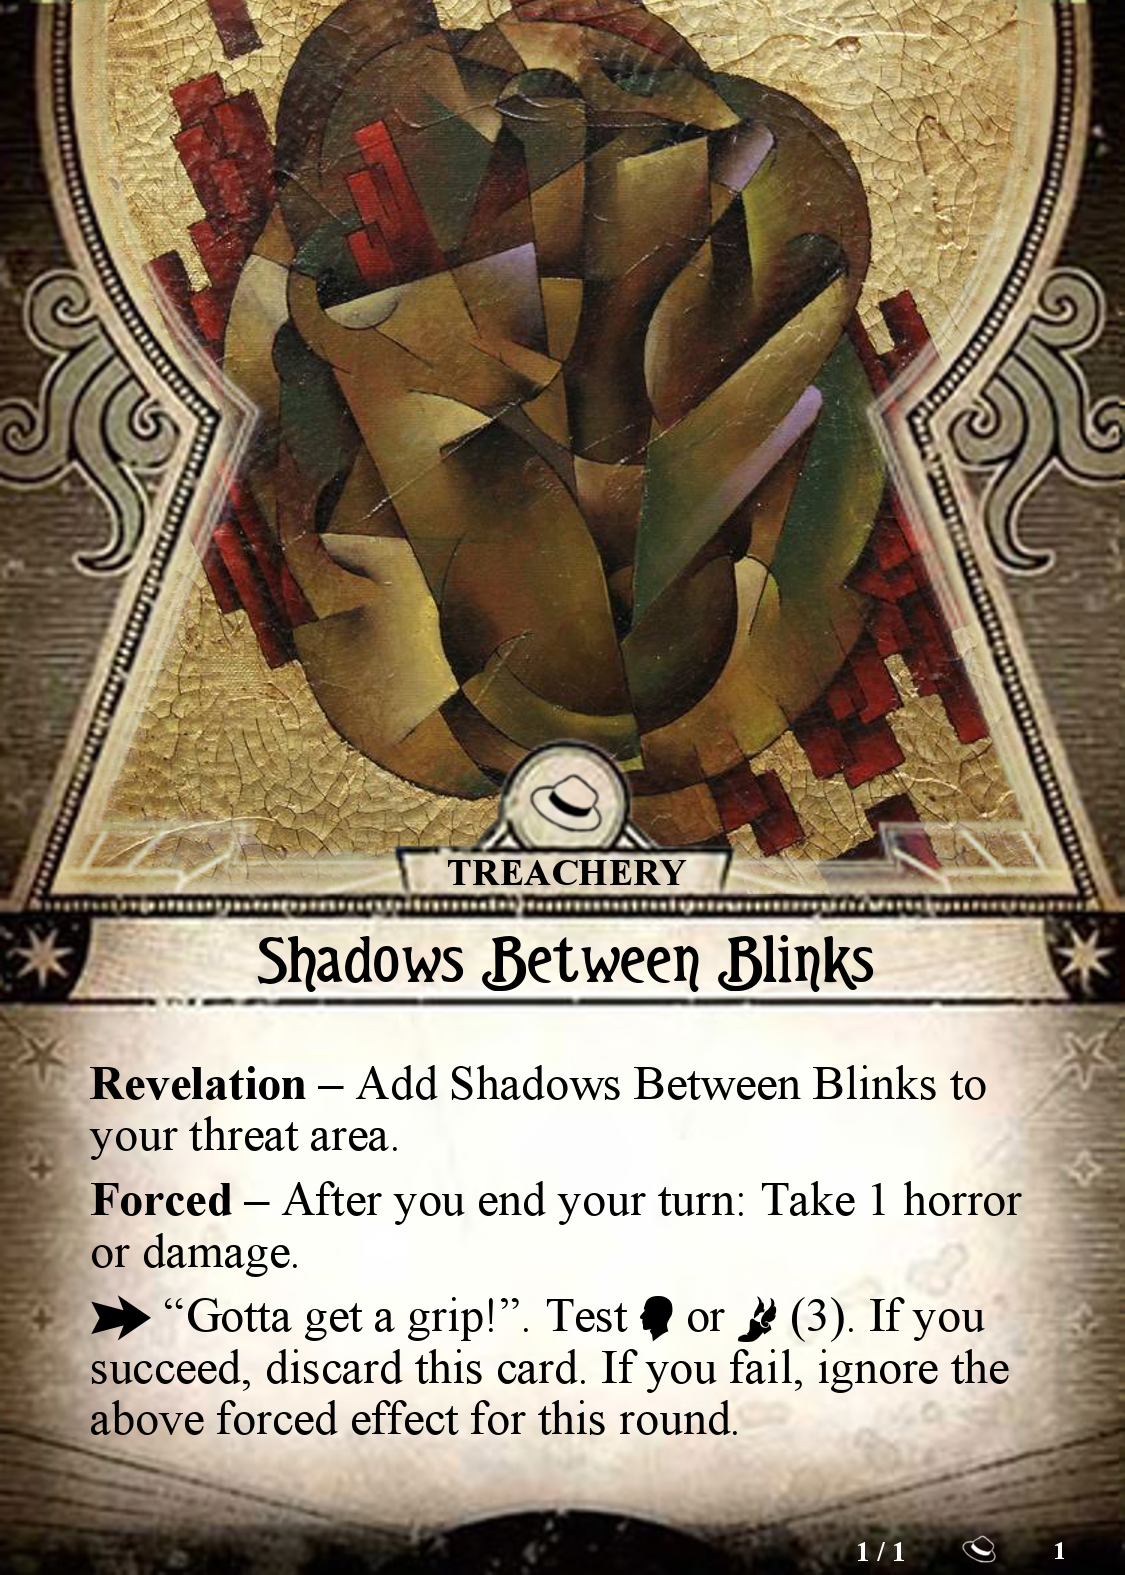 TREACHERY
Shadows Between Blinks
Revelation – Add Shadows Between Blinks to
your threat area.
Forced – After you end your turn: Take 1 horror
or damage.
“Gotta get a grip!”. Test or (3). If you
succeed, discard this card. If you fail, ignore the
above forced effect for this round.
1 / 1 1